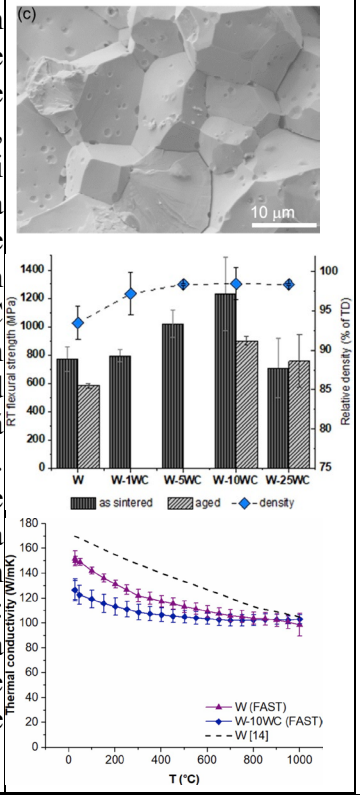 (c)
10 μm
1400
1200
1000
800
600
400
200
0
RT flexural strength (MPa)
100
95
90
85
80
75
Relative density (% of TD)
W W-1WC W-5WC W-10WC W-25WC
as sintered aged density
180
160
140
120
100
80
60
40
20
0
Thermal conductivity (W/mK)
W (FAST)
W-10WC (FAST)
W [14]
0 200 400 600 800 1000
T (°C)